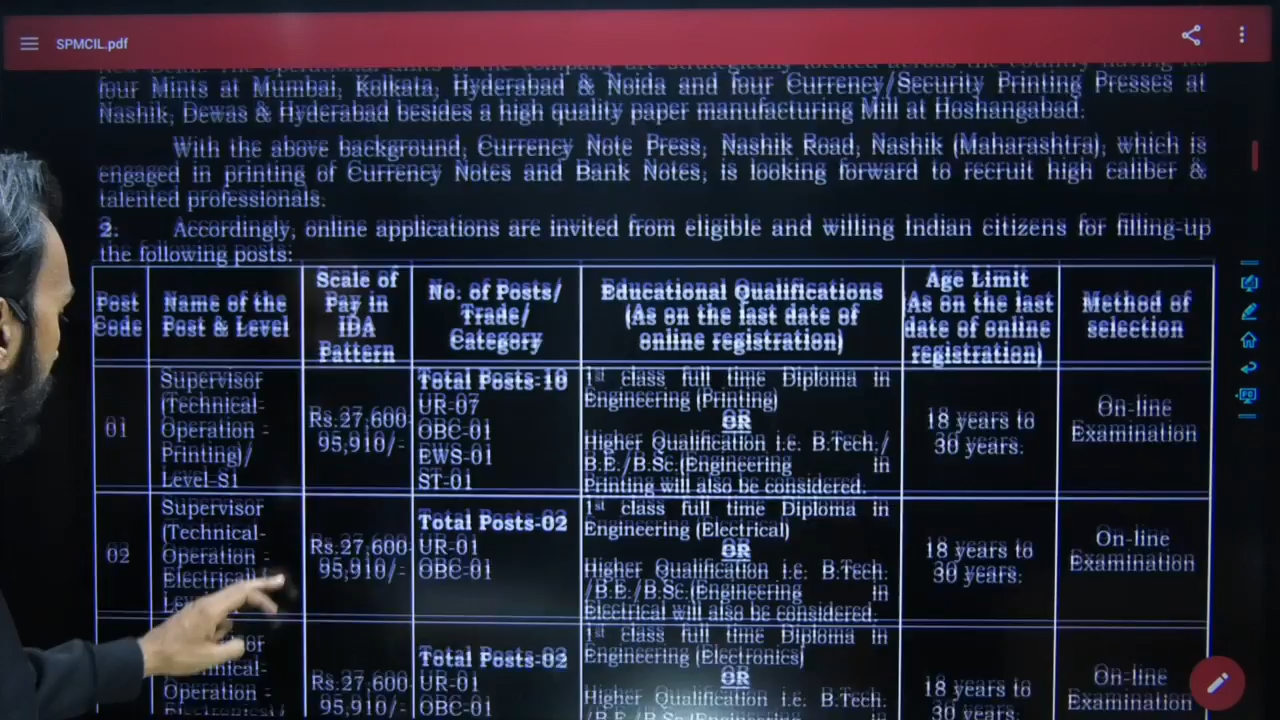 SPMCIL.pdf
four Mints at Mumbai, Kolkata, Hyderabad & Noida and four Currency/Security Printing Presses at
Nashik, Dewas & Hyderabad besides a high quality paper manufacturing Mill at Hoshangabad.
With the above background, Currency Note Press, Nashik Road, Nashik (Maharashtra), which is
engaged in printing of Currency Notes and Bank Notes, is looking forward to recruit high caliber &
talented professionals.
2. Accordingly, online applications are invited from eligible and willing Indian citizens for filling-up
the following posts:
Post
Code
Name of the
Post & Level
Scale of
Pay in
IDA
Pattern
No. of Posts/
Trade/
Category
Educational Qualifications
(As on the last date of
online registration)
Age Limit
(As on the last
date of online
registration)
Method of
selection
01
Supervisor
(Technical-
Operation -
Printing)/
Level-S1
Rs.27,600-
95,910/-
Total Posts-10
UR-07
OBC-01
EWS-01
ST-01
1st class full time Diploma in
Engineering (Printing)
OR
Higher Qualification i.e. B.Tech./
B.E./B.Sc.(Engineering in
Printing will also be considered.
18 years to
30 years.
On-line
Examination
02
Supervisor
(Technical-
Operation -
Electrical)
Rs.27,600-
95,910/-
Total Posts-02
UR-01
OBC-01
1st class full time Diploma in
Engineering (Electrical)
OR
Higher Qualification i.e. B.Tech.
/B.E./B.Sc.(Engineering in
Electrical will also be considered.
18 years to
30 years.
On-line
Examination
Operation -
Rs.27,600-
95,910/-
UR-01
OBC-01
1st class full time Diploma in
Engineering (Electronics)
OR
Higher Qualification i.e. B.Tech.
18 years to
30 years.
On-line
Examination